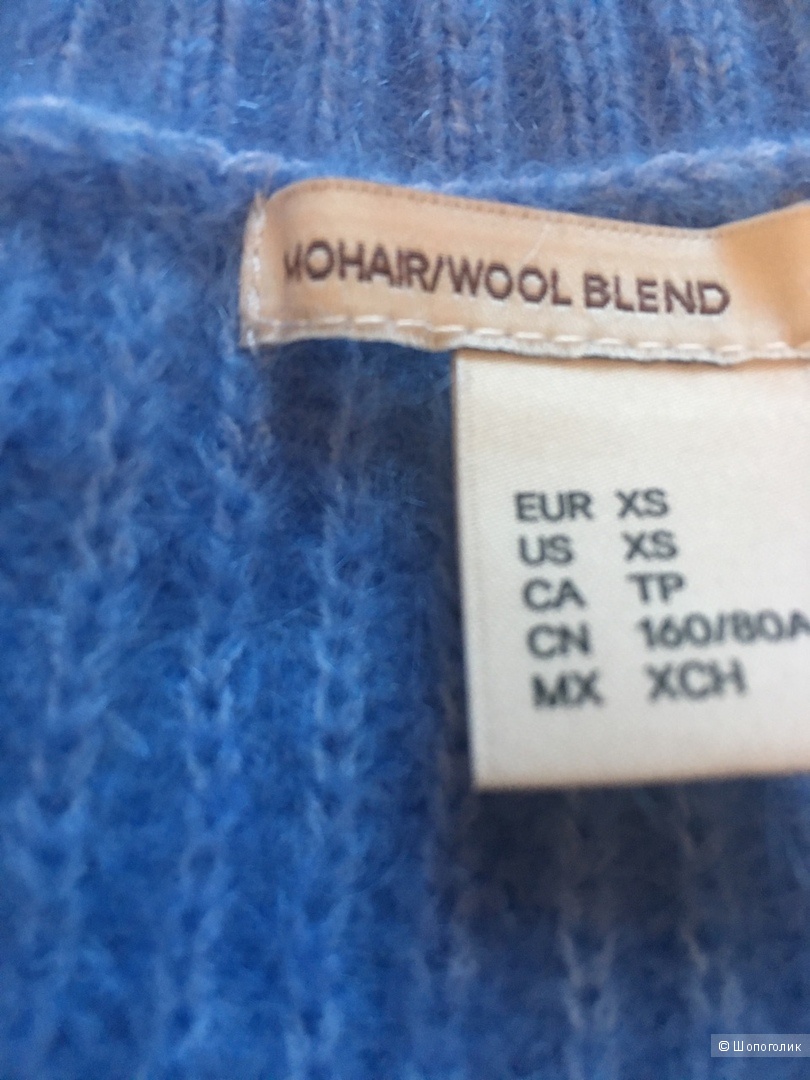 MOHAIR/WOOL BLEND
EUR XS
US XS
CA TP
CN 160/80A
MX XCH
© Шопоголик